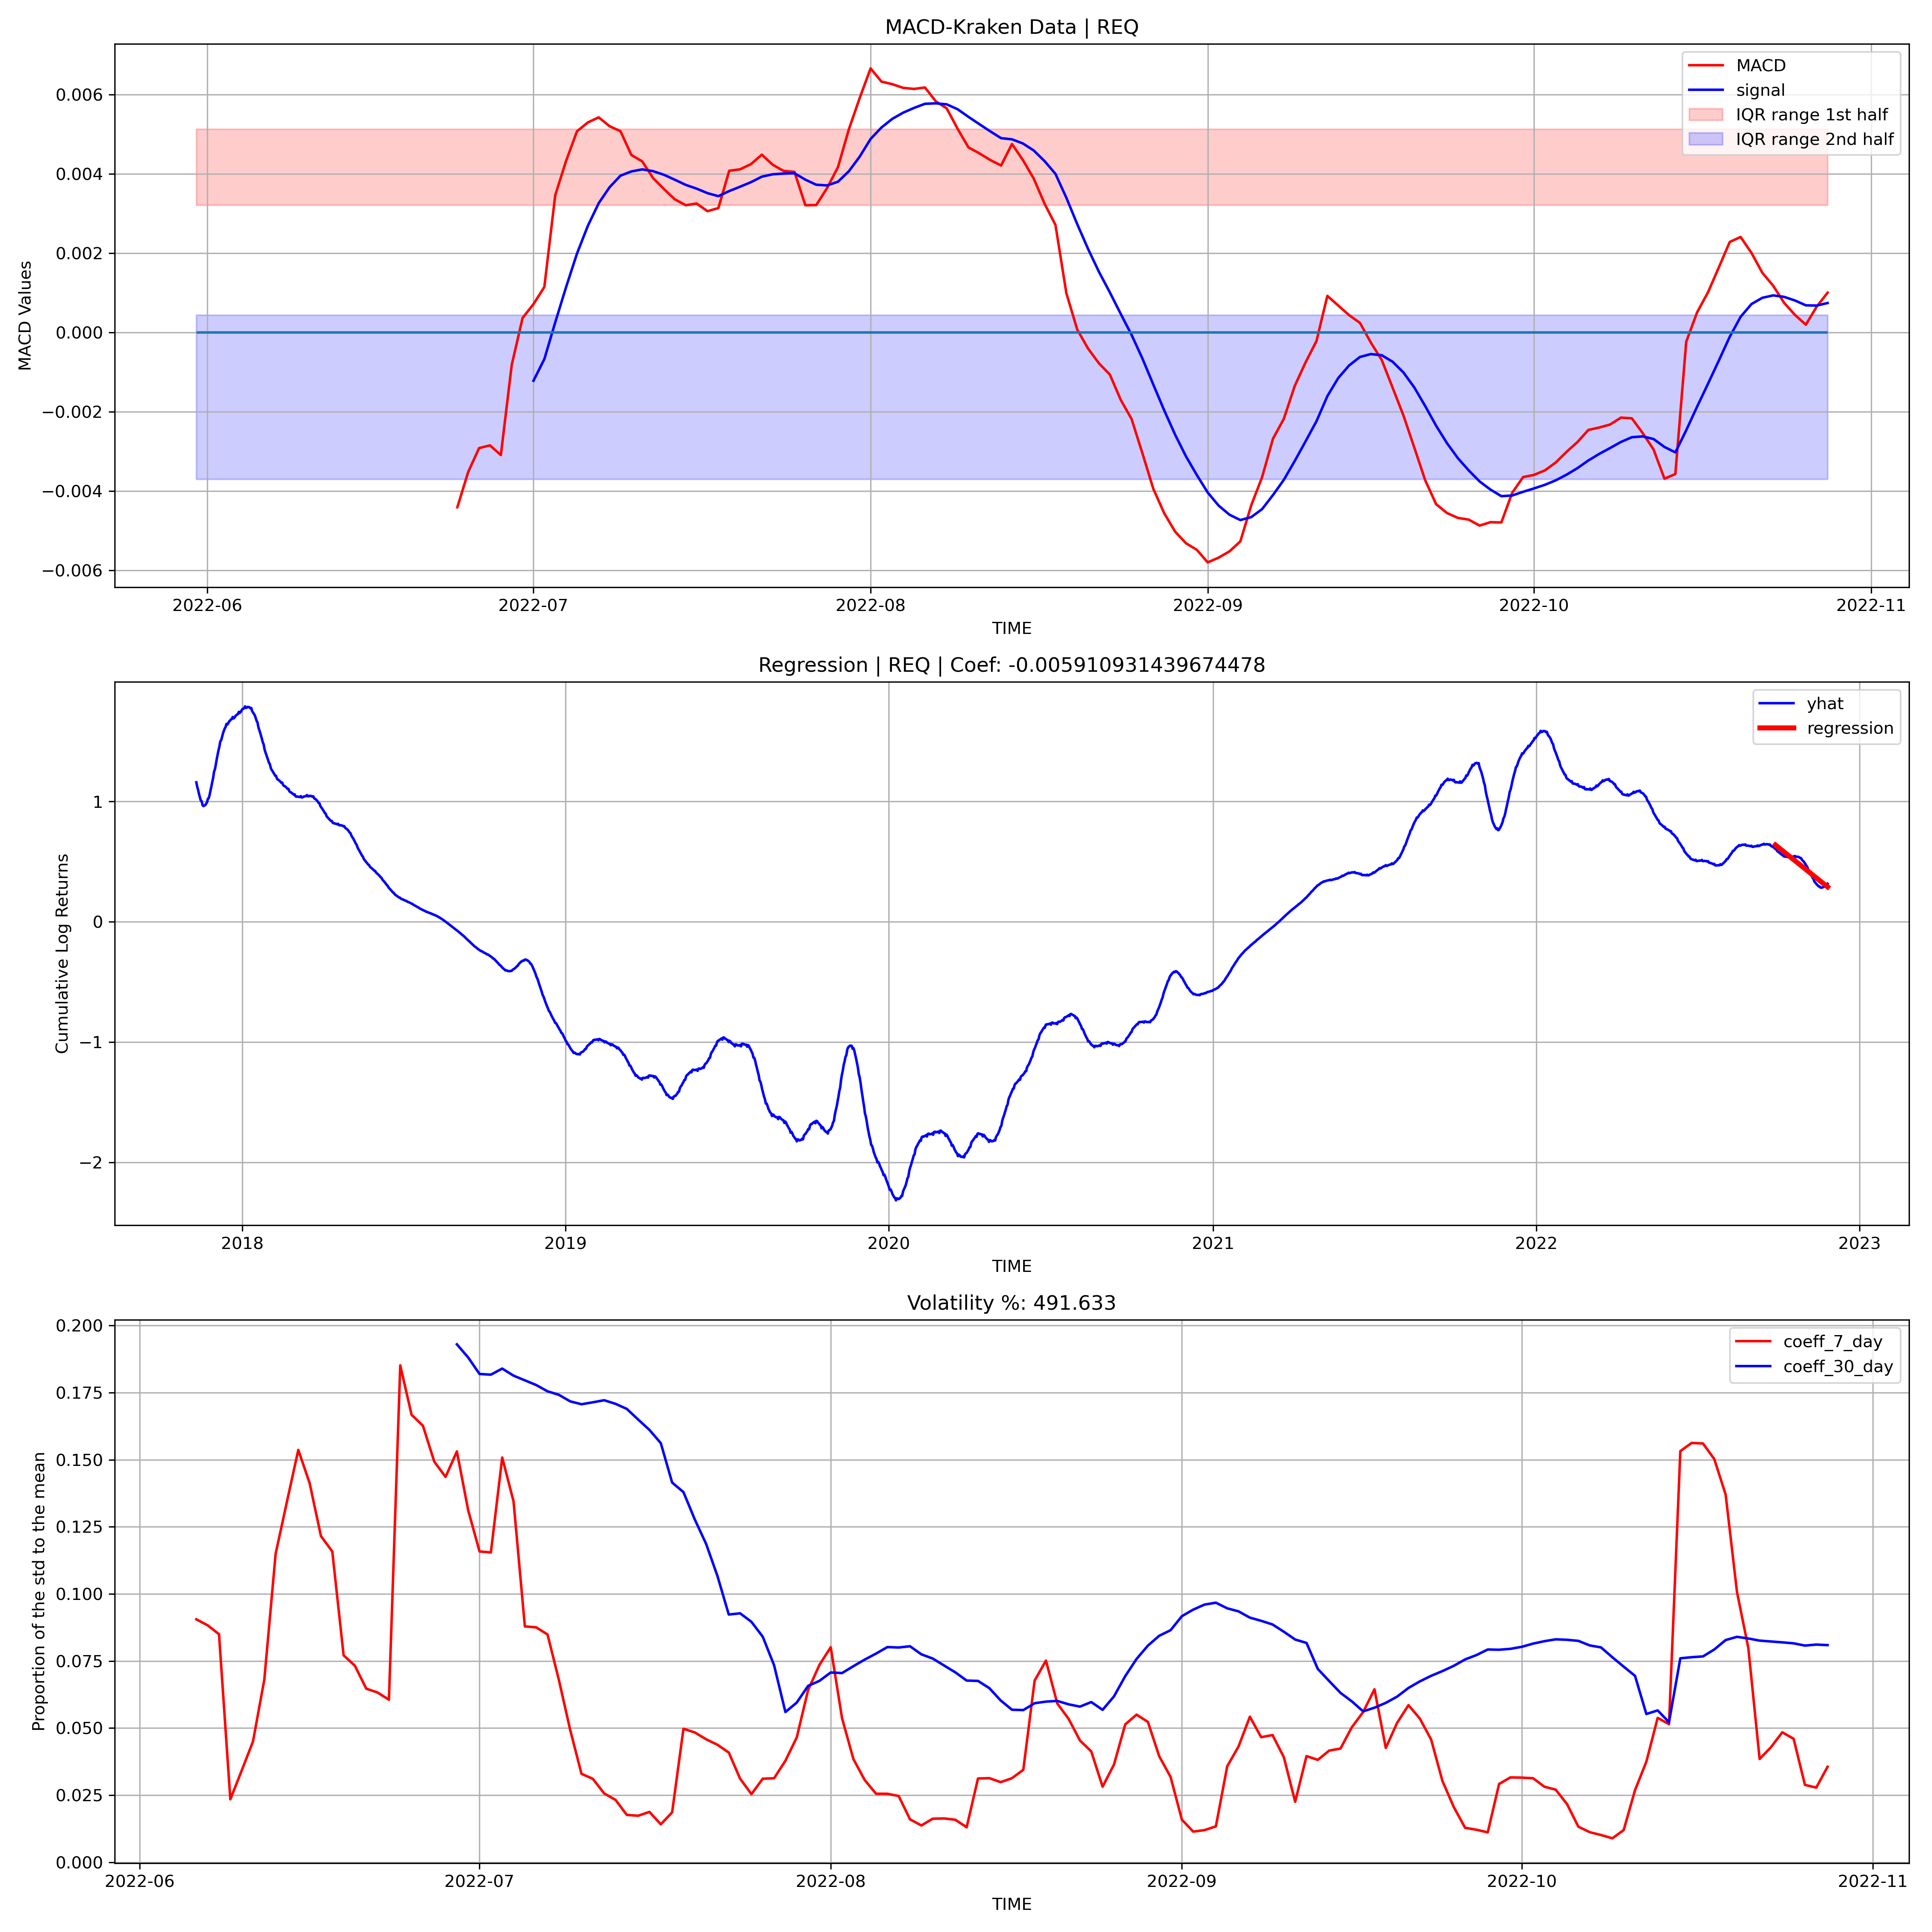 MACD-Kraken Data | REQ
MACD
signal
IQR range 1st half
IQR range 2nd half
MACD Values
0.006
0.004
0.002
0.000
−0.002
−0.004
−0.006
2022-06 2022-07 2022-08 2022-09 2022-10 2022-11
TIME
Regression | REQ | Coef: -0.005910931439674478
yhat
regression
Cumulative Log Returns
1
0
−1
−2
2018 2019 2020 2021 2022 2023
TIME
Volatility %: 491.633
coeff_7_day
coeff_30_day
Proportion of the std to the mean
0.200
0.175
0.150
0.125
0.100
0.075
0.050
0.025
0.000
2022-06 2022-07 2022-08 2022-09 2022-10 2022-11
TIME